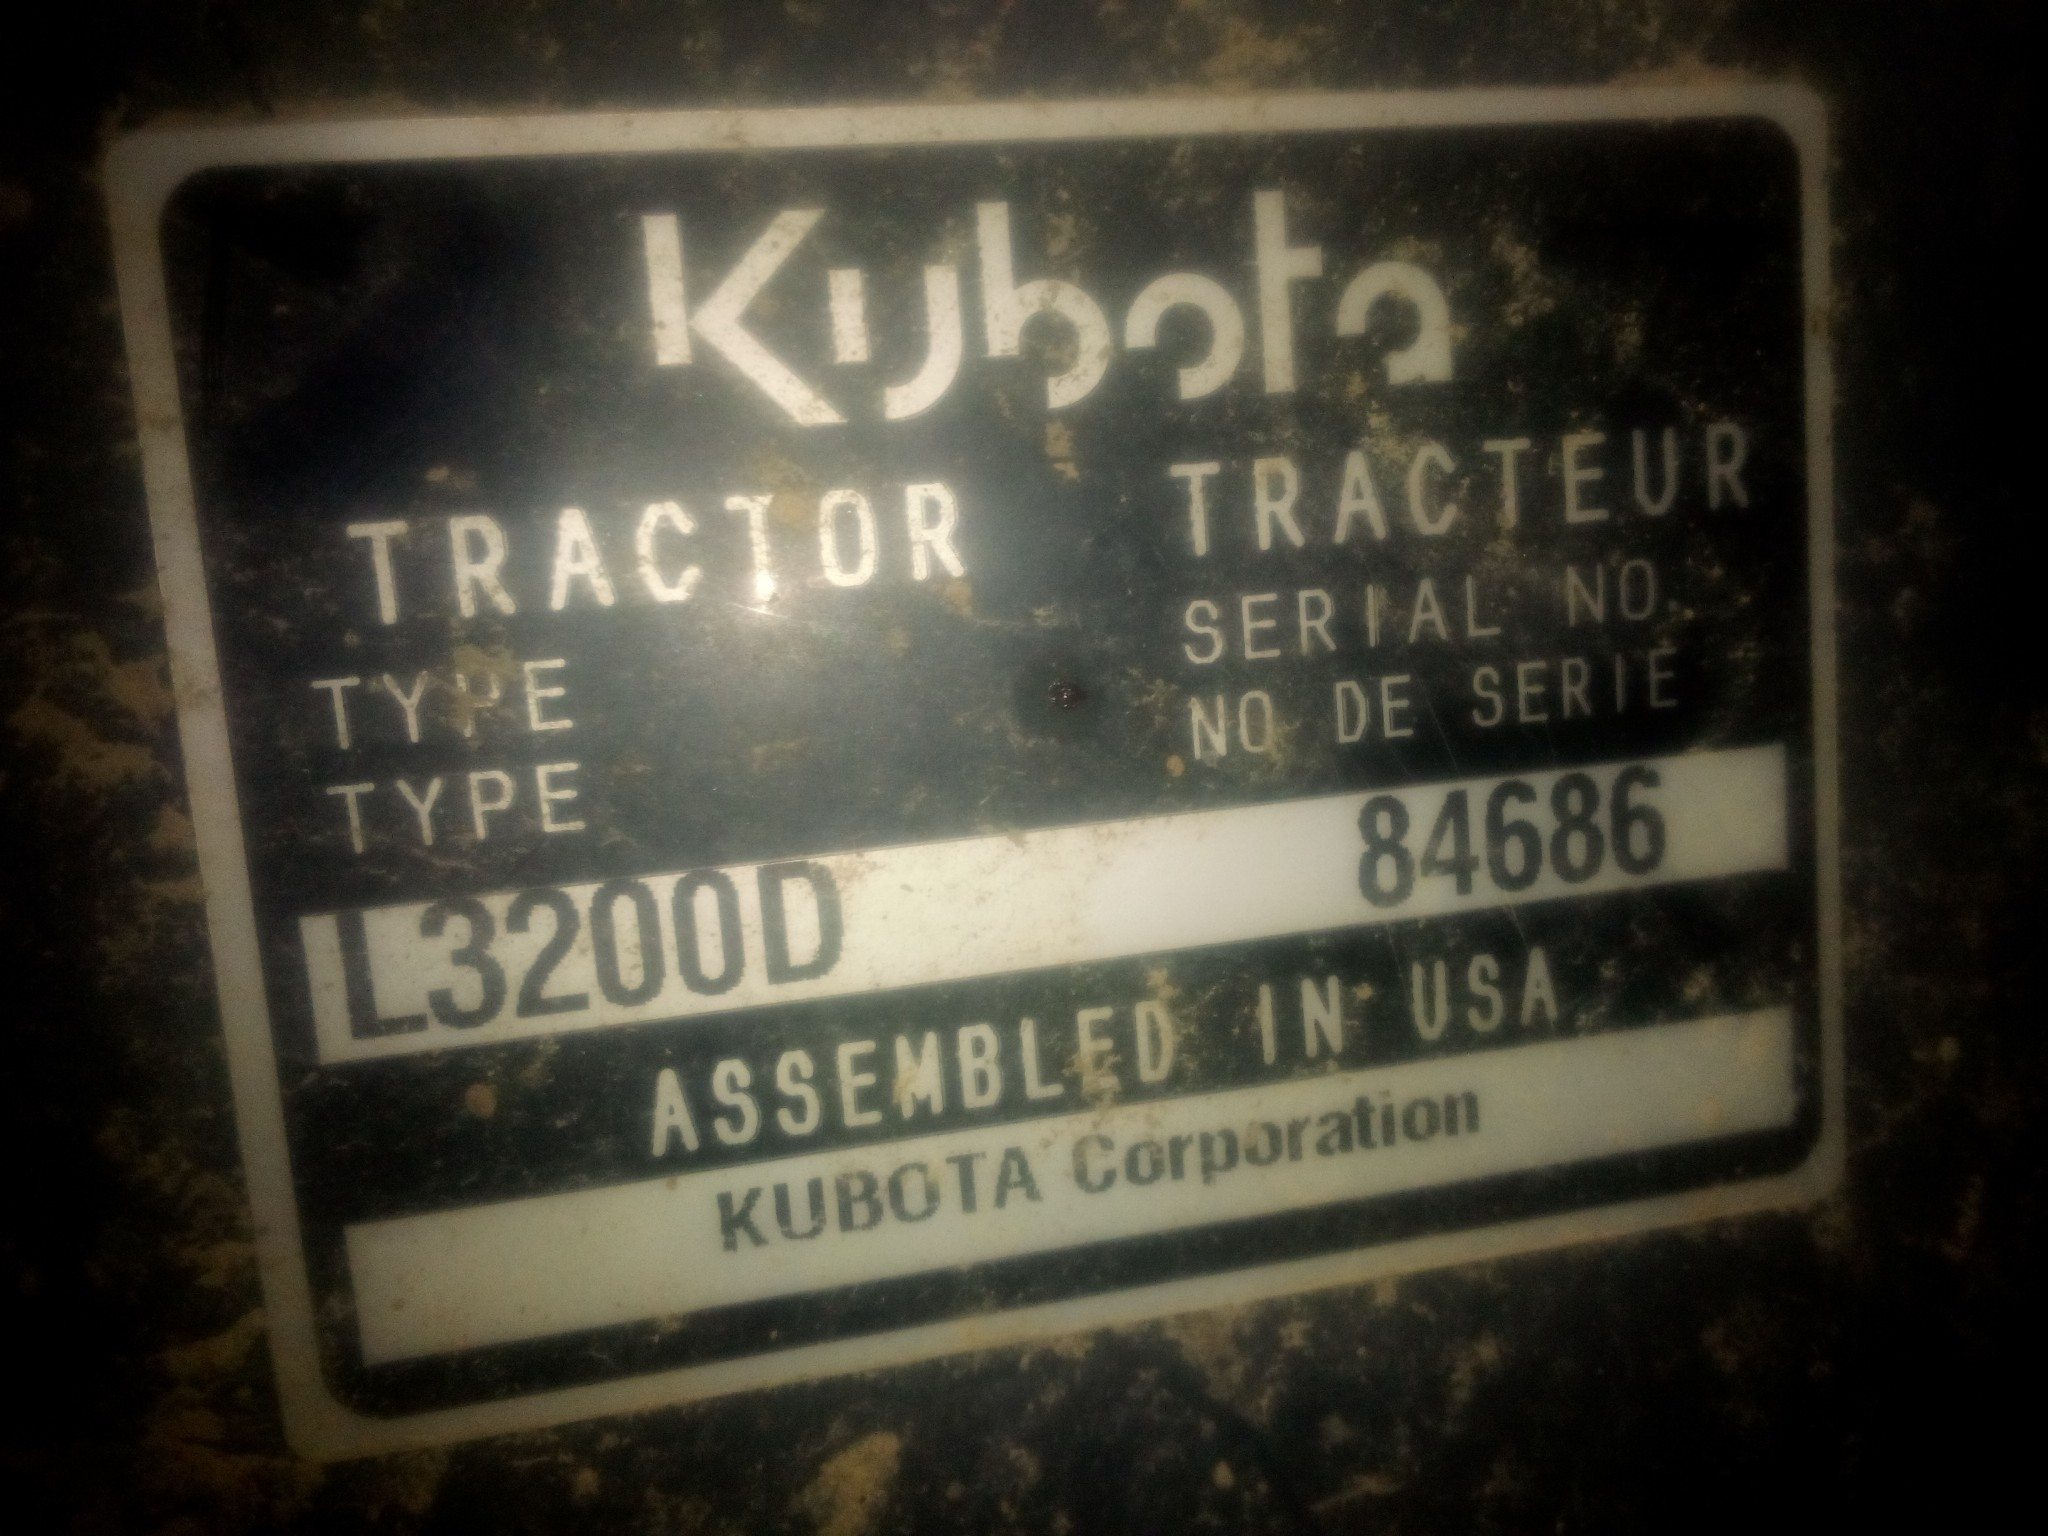 Kubota
TRACTOR TRACTEUR
TYPE SERIAL NO
TYPE NO DE SERIE
L3200D 84686
ASSEMBLED IN USA
KUBOTA Corporation